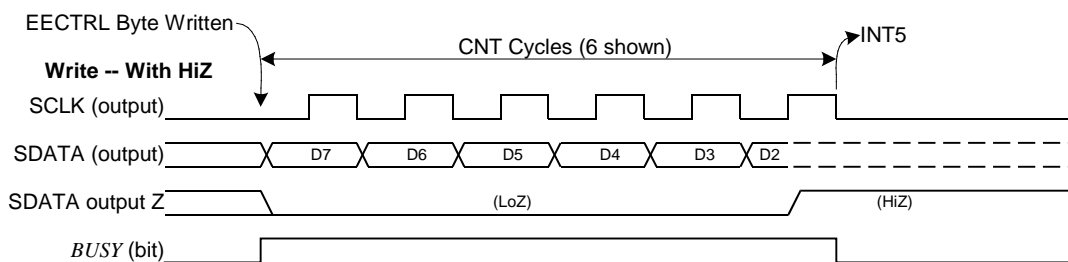 EECTRL Byte Written
CNT Cycles (6 shown)
INT5
Write -- With HiZ
SCLK (output)
SDATA (output)
D7 D6 D5 D4 D3 D2
SDATA output Z
(LoZ) (HiZ)
BUSY (bit)